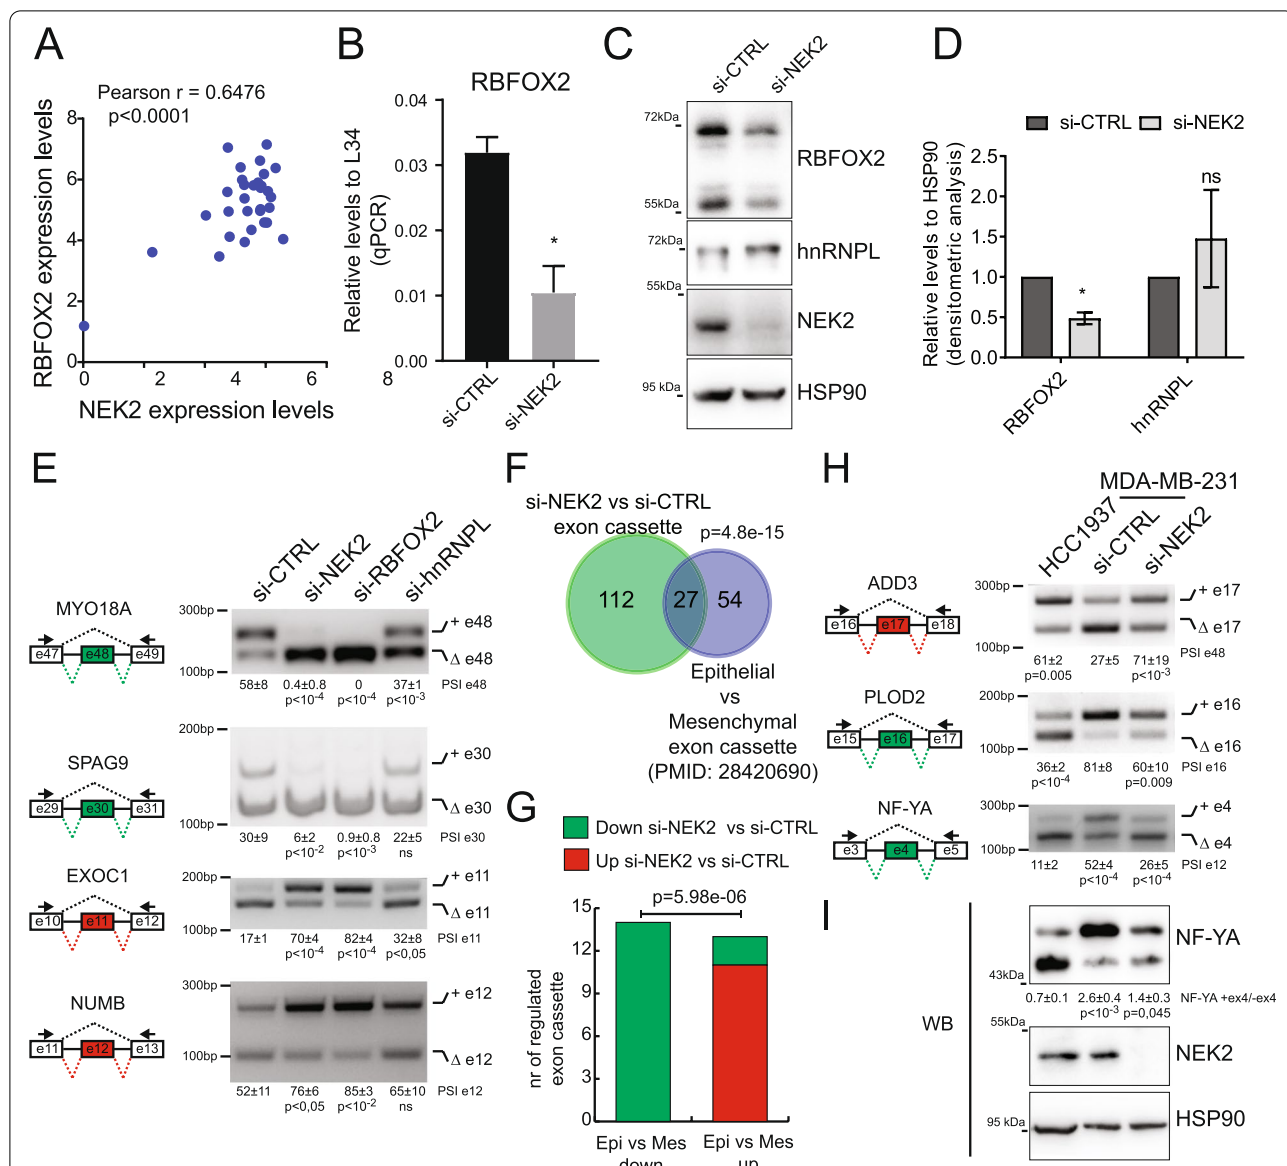 A
Pearson r = 0.6476
p<0.0001
RBFOX2 expression levels
8
6
4
2
0
0
2
4
6
8
NEK2 expression levels
B
RBFOX2
Relative levels to L34
(qPCR)
0.04
0.03
0.02
0.01
0.00
*
si-CTRL
si-NEK2
C
si-CTRL
si-NEK2
72kDa
55kDa
RBFOX2
72kDa
hnRNPL
55kDa
NEK2
95 kDa
HSP90
D
si-CTRL
si-NEK2
Relative levels to HSP90
(densitometric analysis)
2.5
2.0
1.5
1.0
0.5
0.0
*
ns
RBFOX2
hnRNPL
E
si-CTRL
si-NEK2
si-RBFOX2
si-hnRNPL
MYO18A
e47 e48 e49
300bp
100bp
+ e48
Δ e48
58±8 0.4±0.8 0 37±1 PSI e48
p<10-4 p<10-4 p<10-3
SPAG9
e29 e30 e31
200bp
100bp
+ e30
Δ e30
30±9 6±2 0.9±0.8 22±5 PSI e30
p<10-2 p<10-3 ns
EXOC1
e10 e11 e12
200bp
100bp
+ e11
Δ e11
17±1 70±4 82±4 32±8 PSI e11
p<10-4 p<10-4 p<0,05
NUMB
e11 e12 e13
300bp
100bp
+ e12
Δ e12
52±11 76±6 85±3 65±10 PSI e12
p<0,05 p<10-2 ns
F
si-NEK2 vs si-CTRL
exon cassette
p=4.8e-15
112 27 54
Epithelial
vs
Mesenchymal
exon cassette
(PMID: 28420690)
G
Down si-NEK2 vs si-CTRL
Up si-NEK2 vs si-CTRL
p=5.98e-06
nr of regulated
exon cassette
15
12
9
6
3
0
Epi vs Mes
down
Epi vs Mes
up
H
MDA-MB-231
HCC1937
si-CTRL
si-NEK2
ADD3
e16 e17 e18
300bp
100bp
+ e17
Δ e17
PSI e48
61±2 27±5 71±19
p=0.005 p<10-3
PLOD2
e15 e16 e17
200bp
100bp
+ e16
Δ e16
36±2 81±8 60±10 PSI e16
p<10-4 p=0.009
NF-YA
e3 e4 e5
300bp
100bp
+ e4
Δ e4
11±2 52±4 26±5 PSI e12
p<10-4 p<10-4
I
WB
43kDa
NF-YA
0.7±0.1 2.6±0.4 1.4±0.3 NF-YA +ex4/-ex4
p<10-3 p=0,045
55kDa
NEK2
95 kDa
HSP90